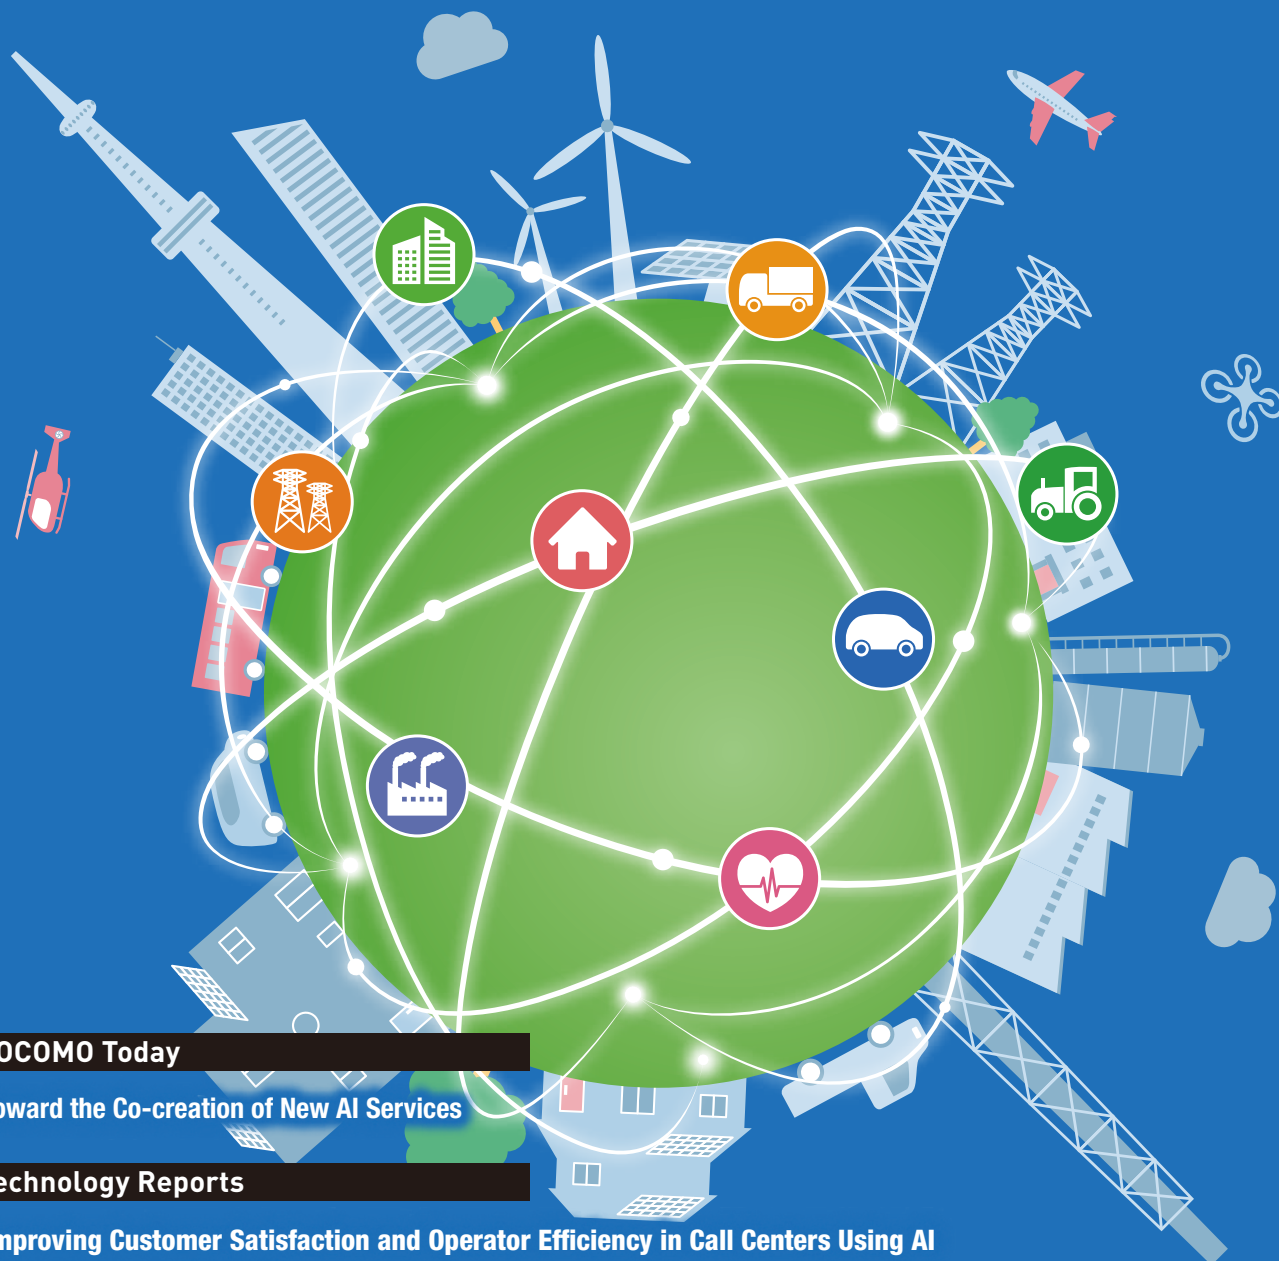 OCOMO Today
oward the Co-creation of New AI Services
echnology Reports
mproving Customer Satisfaction and Operator Efficiency in Call Centers Using AI